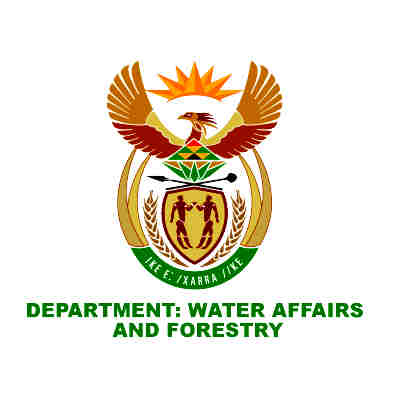 !KE E: /XARRA //KE
DEPARTMENT: WATER AFFAIRS
AND FORESTRY